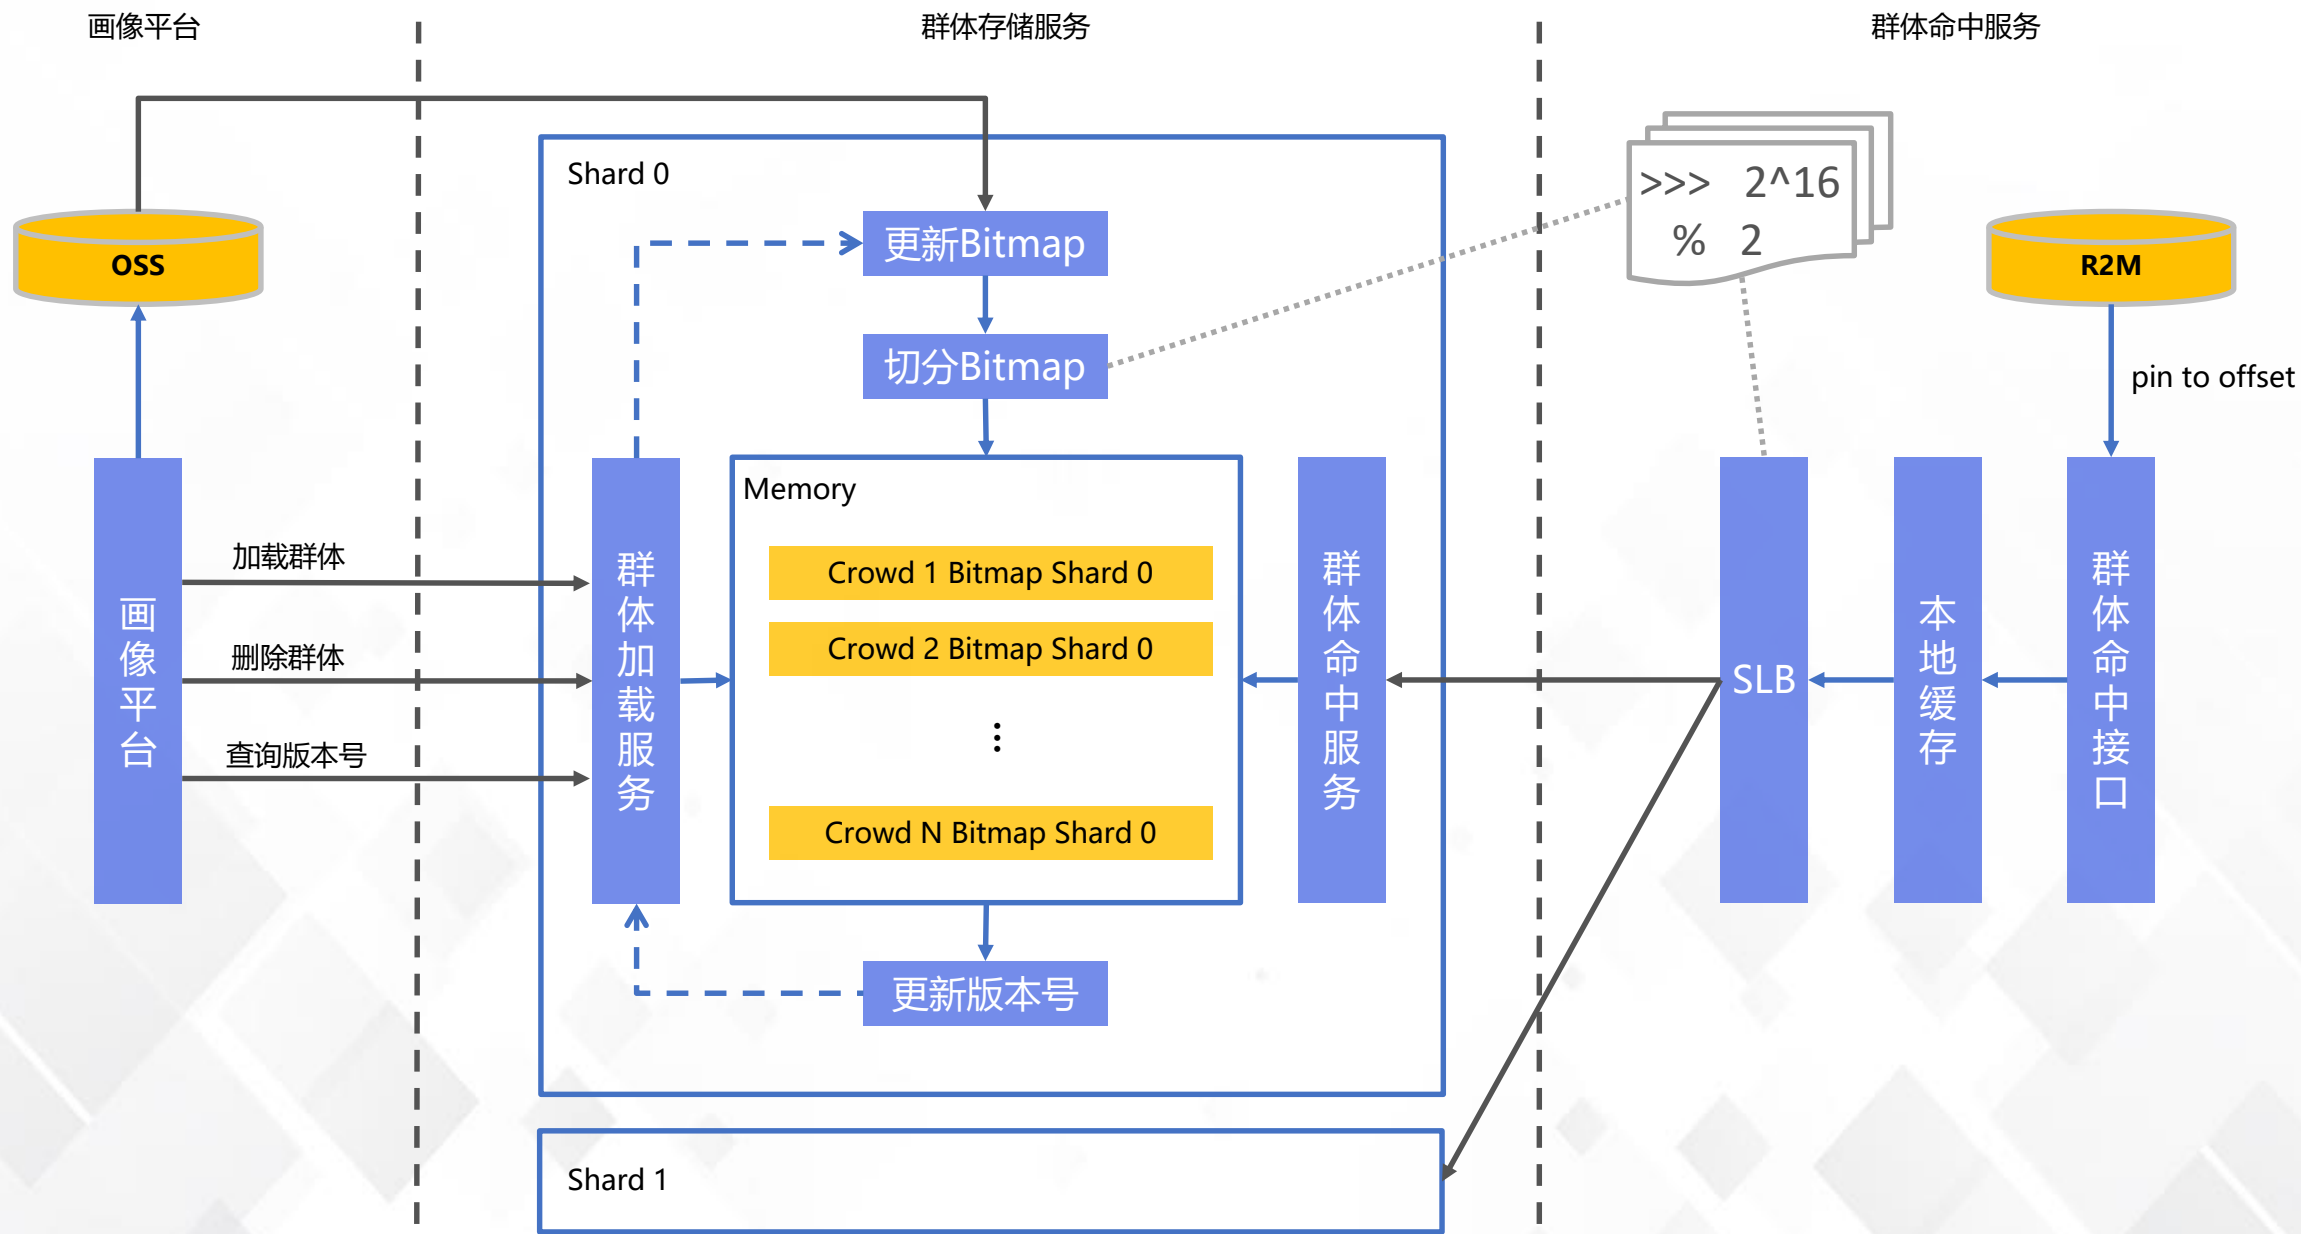 画像平台
群体存储服务
群体命中服务
OSS
画像平台
加载群体
删除群体
查询版本号
Shard 0
更新Bitmap
切分Bitmap
群体加载服务
Memory
Crowd 1 Bitmap Shard 0
Crowd 2 Bitmap Shard 0
⋮
Crowd N Bitmap Shard 0
更新版本号
群体命中服务
Shard 1
>>> 2^16
% 2
SLB
本地缓存
R2M
pin to offset
群体命中接口